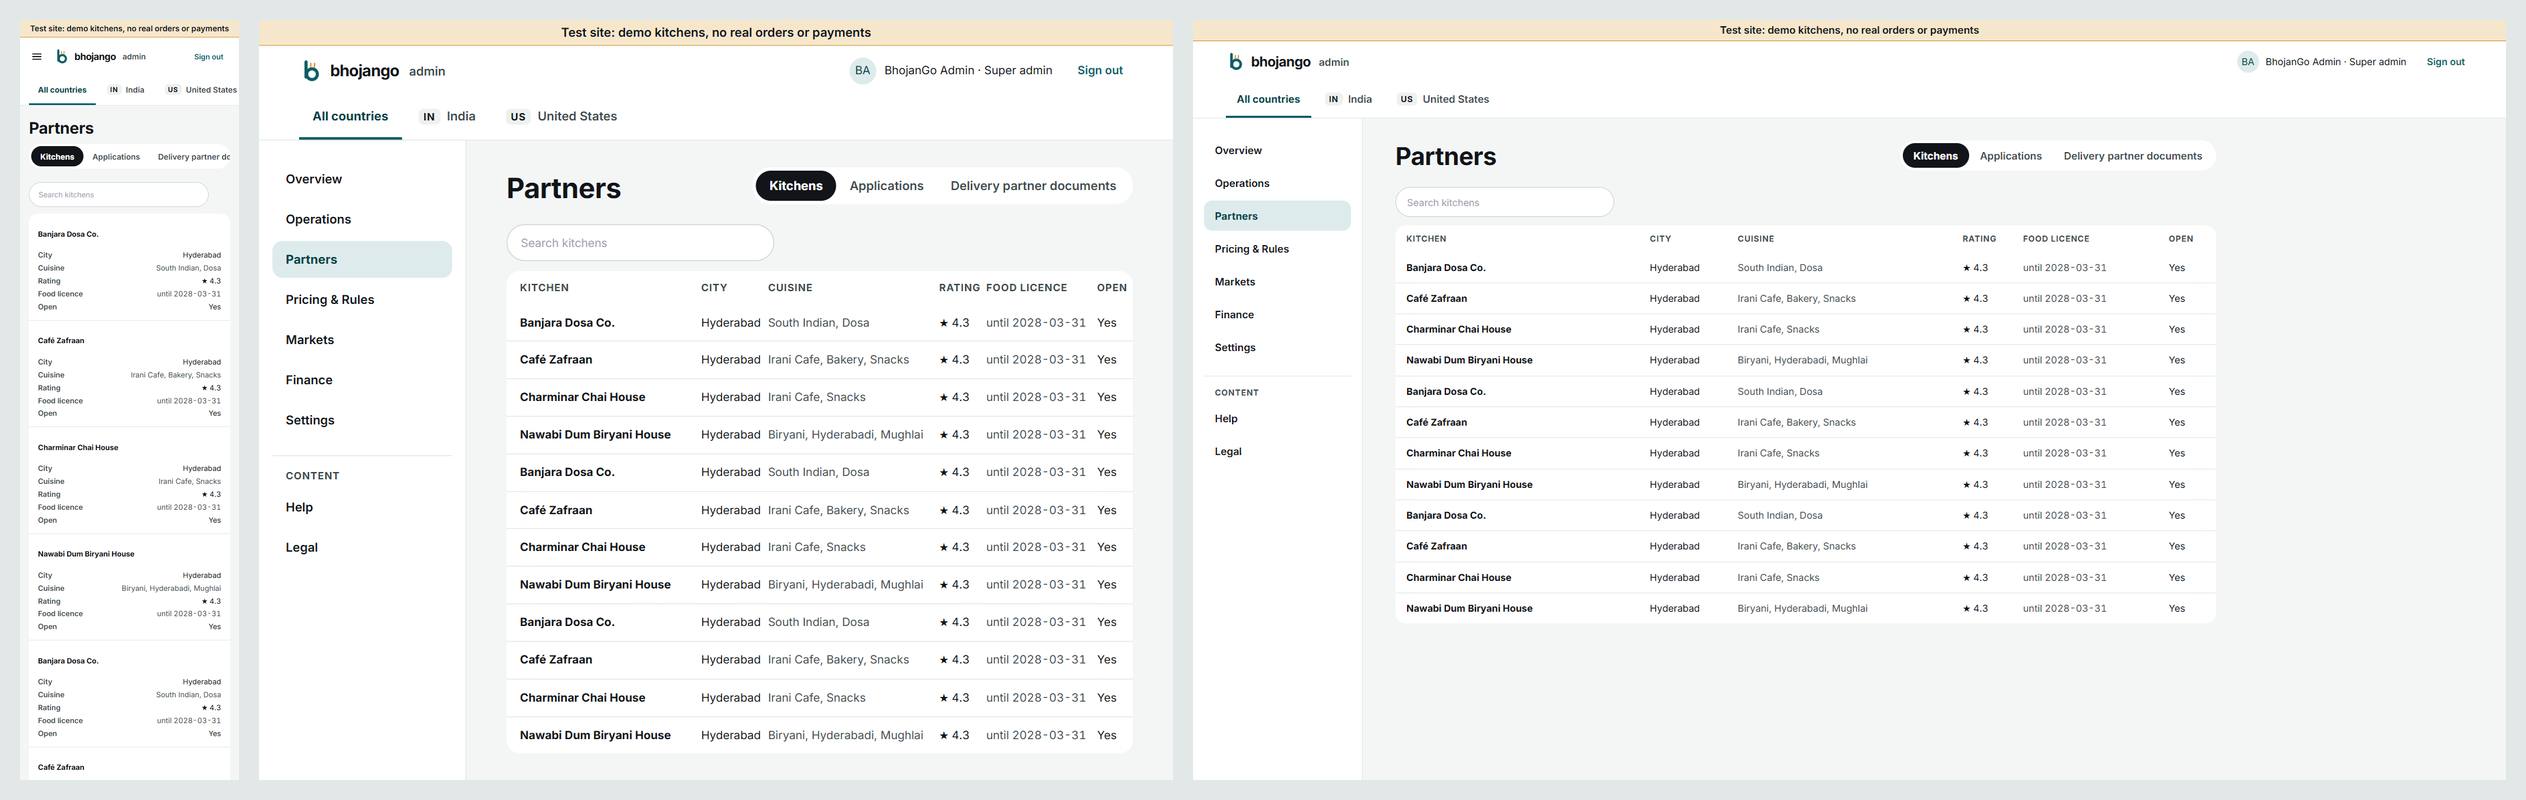 Test site: demo kitchens, no real orders or payments
bhojango admin Sign out
All countries IN India US United States
Partners
Kitchens Applications Delivery partner do
Search kitchens
Banjara Dosa Co.
City Hyderabad
Cuisine South Indian, Dosa
Rating ★ 4.3
Food licence until 2028-03-31
Open Yes
Café Zafraan
City Hyderabad
Cuisine Irani Cafe, Bakery, Snacks
Rating ★ 4.3
Food licence until 2028-03-31
Open Yes
Charminar Chai House
City Hyderabad
Cuisine Irani Cafe, Snacks
Rating ★ 4.3
Food licence until 2028-03-31
Open Yes
Nawabi Dum Biryani House
City Hyderabad
Cuisine Biryani, Hyderabadi, Mughlai
Rating ★ 4.3
Food licence until 2028-03-31
Open Yes
Banjara Dosa Co.
City Hyderabad
Cuisine South Indian, Dosa
Rating ★ 4.3
Food licence until 2028-03-31
Open Yes
Café Zafraan
Test site: demo kitchens, no real orders or payments
bhojango admin BA BhojanGo Admin · Super admin Sign out
All countries IN India US United States
Overview
Operations
Partners
Pricing & Rules
Markets
Finance
Settings
CONTENT
Help
Legal
Partners Kitchens Applications Delivery partner documents
Search kitchens
KITCHEN CITY CUISINE RATING FOOD LICENCE OPEN
Banjara Dosa Co. Hyderabad South Indian, Dosa ★ 4.3 until 2028-03-31 Yes
Café Zafraan Hyderabad Irani Cafe, Bakery, Snacks ★ 4.3 until 2028-03-31 Yes
Charminar Chai House Hyderabad Irani Cafe, Snacks ★ 4.3 until 2028-03-31 Yes
Nawabi Dum Biryani House Hyderabad Biryani, Hyderabadi, Mughlai ★ 4.3 until 2028-03-31 Yes
Banjara Dosa Co. Hyderabad South Indian, Dosa ★ 4.3 until 2028-03-31 Yes
Café Zafraan Hyderabad Irani Cafe, Bakery, Snacks ★ 4.3 until 2028-03-31 Yes
Charminar Chai House Hyderabad Irani Cafe, Snacks ★ 4.3 until 2028-03-31 Yes
Nawabi Dum Biryani House Hyderabad Biryani, Hyderabadi, Mughlai ★ 4.3 until 2028-03-31 Yes
Banjara Dosa Co. Hyderabad South Indian, Dosa ★ 4.3 until 2028-03-31 Yes
Café Zafraan Hyderabad Irani Cafe, Bakery, Snacks ★ 4.3 until 2028-03-31 Yes
Charminar Chai House Hyderabad Irani Cafe, Snacks ★ 4.3 until 2028-03-31 Yes
Nawabi Dum Biryani House Hyderabad Biryani, Hyderabadi, Mughlai ★ 4.3 until 2028-03-31 Yes
Test site: demo kitchens, no real orders or payments
bhojango admin BA BhojanGo Admin · Super admin Sign out
All countries IN India US United States
Overview
Operations
Partners
Pricing & Rules
Markets
Finance
Settings
CONTENT
Help
Legal
Partners Kitchens Applications Delivery partner documents
Search kitchens
KITCHEN CITY CUISINE RATING FOOD LICENCE OPEN
Banjara Dosa Co. Hyderabad South Indian, Dosa ★ 4.3 until 2028-03-31 Yes
Café Zafraan Hyderabad Irani Cafe, Bakery, Snacks ★ 4.3 until 2028-03-31 Yes
Charminar Chai House Hyderabad Irani Cafe, Snacks ★ 4.3 until 2028-03-31 Yes
Nawabi Dum Biryani House Hyderabad Biryani, Hyderabadi, Mughlai ★ 4.3 until 2028-03-31 Yes
Banjara Dosa Co. Hyderabad South Indian, Dosa ★ 4.3 until 2028-03-31 Yes
Café Zafraan Hyderabad Irani Cafe, Bakery, Snacks ★ 4.3 until 2028-03-31 Yes
Charminar Chai House Hyderabad Irani Cafe, Snacks ★ 4.3 until 2028-03-31 Yes
Nawabi Dum Biryani House Hyderabad Biryani, Hyderabadi, Mughlai ★ 4.3 until 2028-03-31 Yes
Banjara Dosa Co. Hyderabad South Indian, Dosa ★ 4.3 until 2028-03-31 Yes
Café Zafraan Hyderabad Irani Cafe, Bakery, Snacks ★ 4.3 until 2028-03-31 Yes
Charminar Chai House Hyderabad Irani Cafe, Snacks ★ 4.3 until 2028-03-31 Yes
Nawabi Dum Biryani House Hyderabad Biryani, Hyderabadi, Mughlai ★ 4.3 until 2028-03-31 Yes